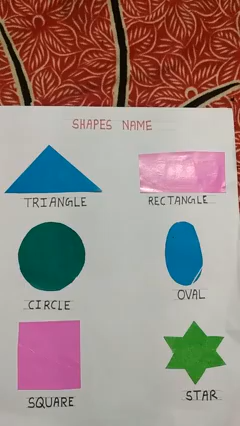 SHAPES NAME
TRIANGLE
RECTANGLE
CIRCLE
OVAL
SQUARE
STAR